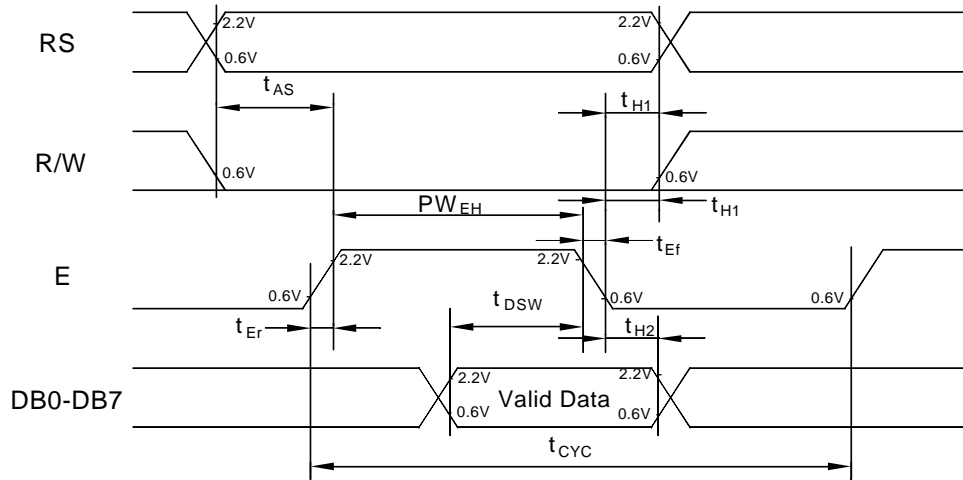 RS
2.2V
2.2V
0.6V
0.6V
tAS
tH1
R/W
0.6V
0.6V
PWEH
tH1
tEf
E
2.2V
2.2V
0.6V
0.6V
0.6V
tEr
tDSW
tH2
DB0-DB7
2.2V
Valid Data
2.2V
0.6V
0.6V
tCYC